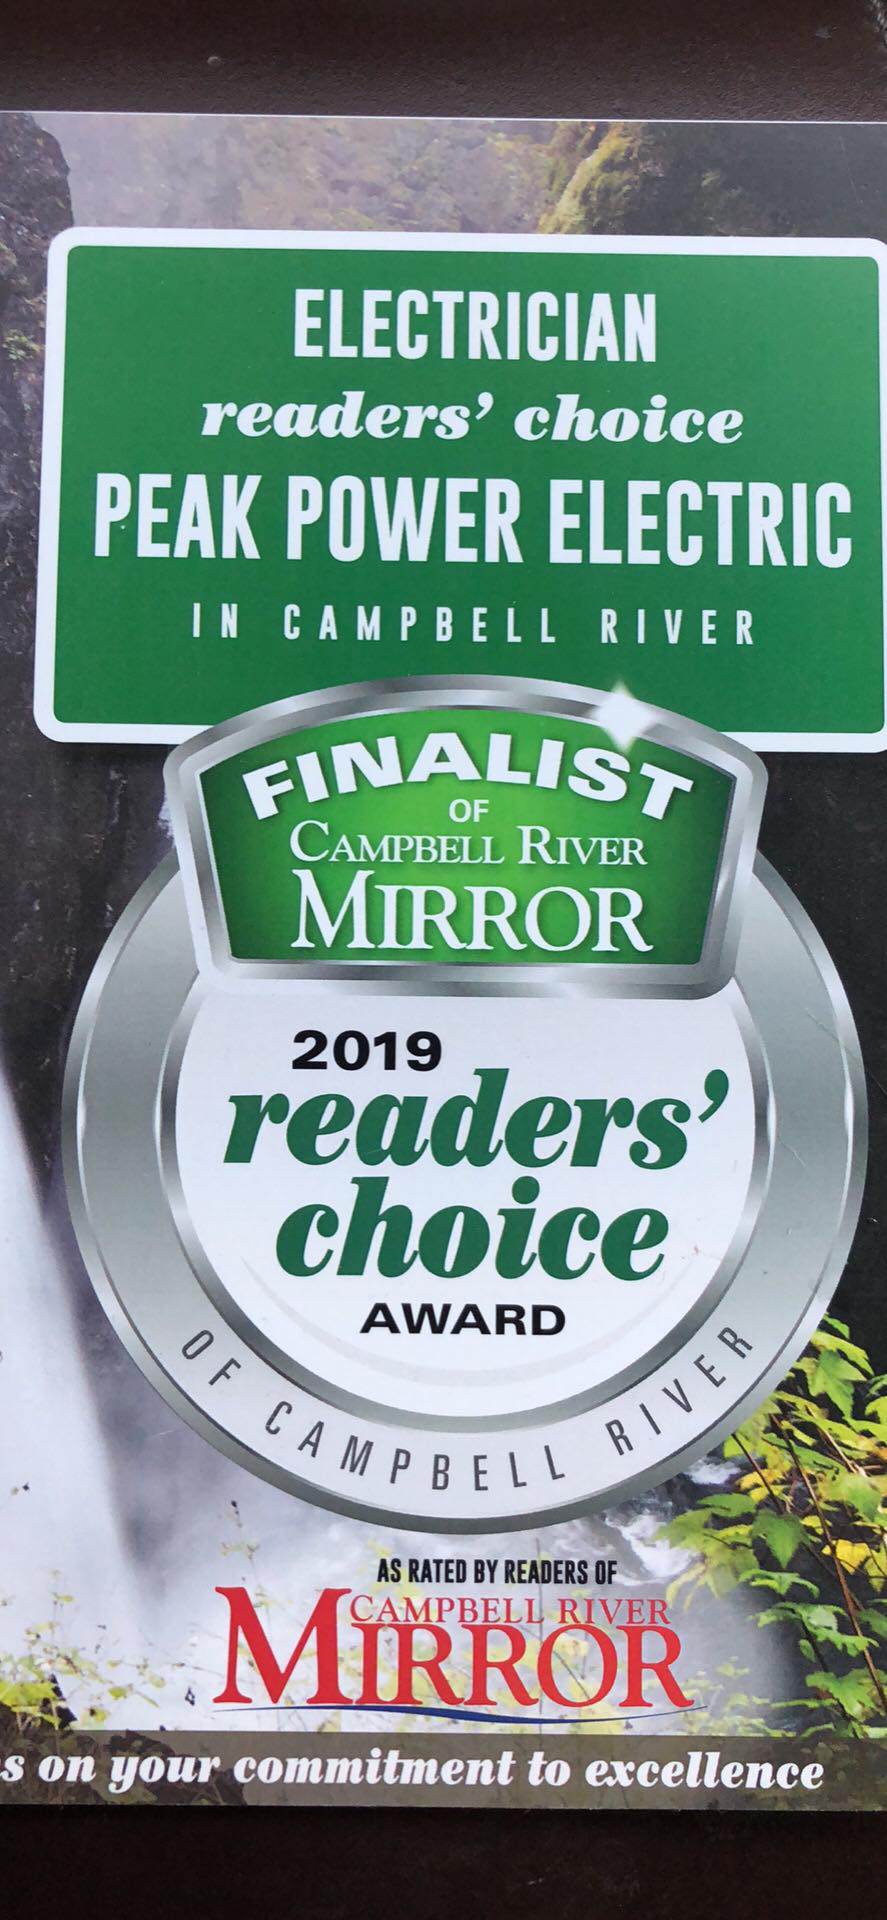 ELECTRICIAN
readers' choice
PEAK POWER ELECTRIC
IN CAMPBELL RIVER
FINALIST
OF
CAMPBELL RIVER
MIRROR
2019
readers'
choice
AWARD
OF CAMPBELL RIVER
AS RATED BY READERS OF
CAMPBELL RIVER
MIRROR
on your commitment to excellence